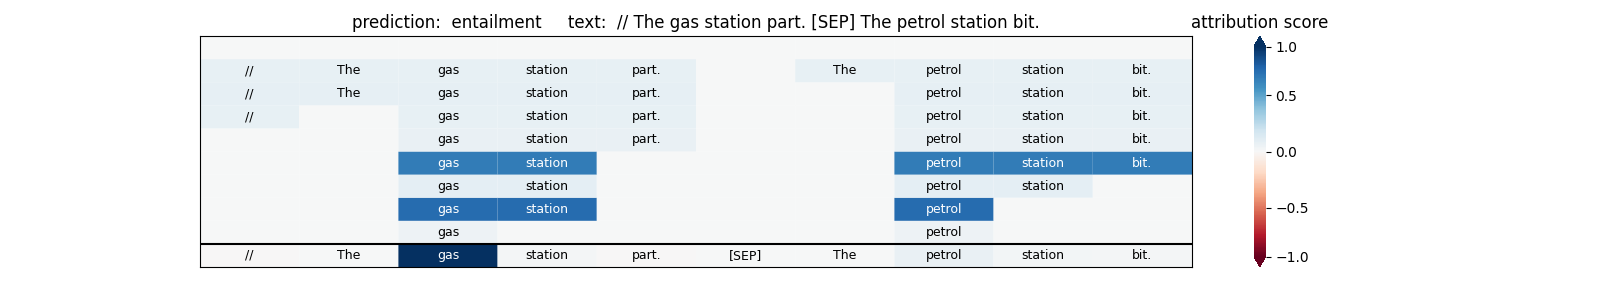 prediction:  entailment     text:  // The gas station part. [SEP] The petrol station bit.
attribution score
// The gas station part. The petrol station bit.
// The gas station part. petrol station bit.
// gas station part. petrol station bit.
gas station part. petrol station bit.
gas station petrol station bit.
gas station petrol station
gas station petrol
gas petrol
// The gas station part. [SEP] The petrol station bit.
1.0
0.5
0.0
−0.5
−1.0